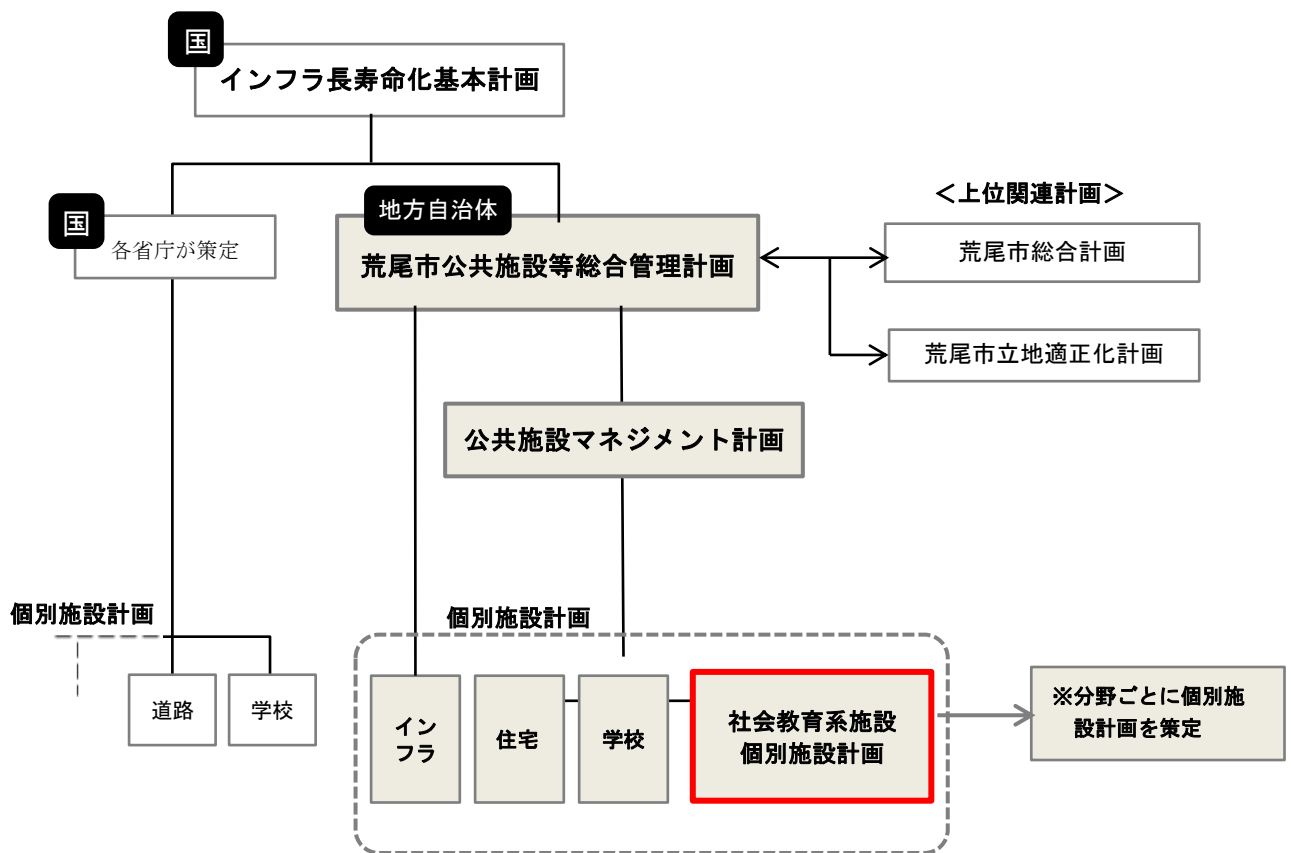 国
インフラ長寿命化基本計画
国
各省庁が策定
地方自治体
荒尾市公共施設等総合管理計画
＜上位関連計画＞
荒尾市総合計画
荒尾市立地適正化計画
公共施設マネジメント計画
個別施設計画
道路
学校
個別施設計画
イン
フラ
住宅
学校
社会教育系施設
個別施設計画
※分野ごとに個別施
設計画を策定